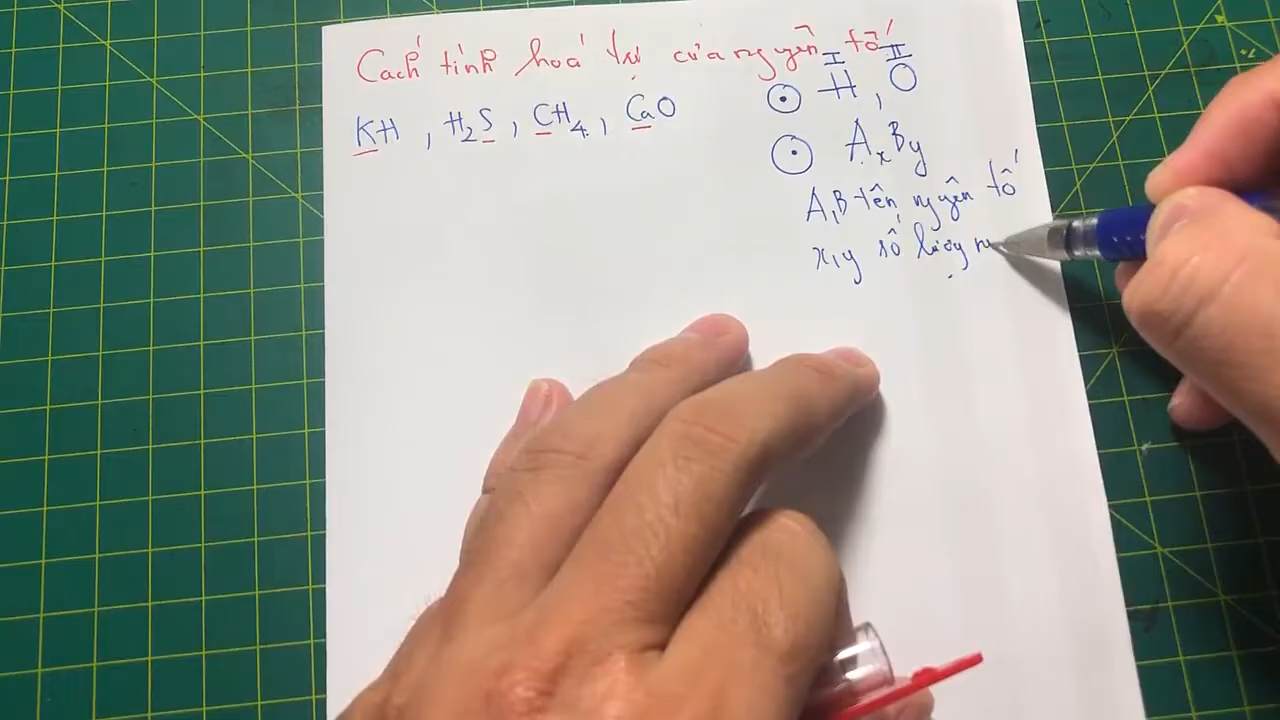 Cách tính hoá trị của nguyên tố
KH , H₂S , CH₄ , CaO
I II
⊙ H , O
⊙ AₓBy
A,B tên nguyên tố
x,y số lượng n